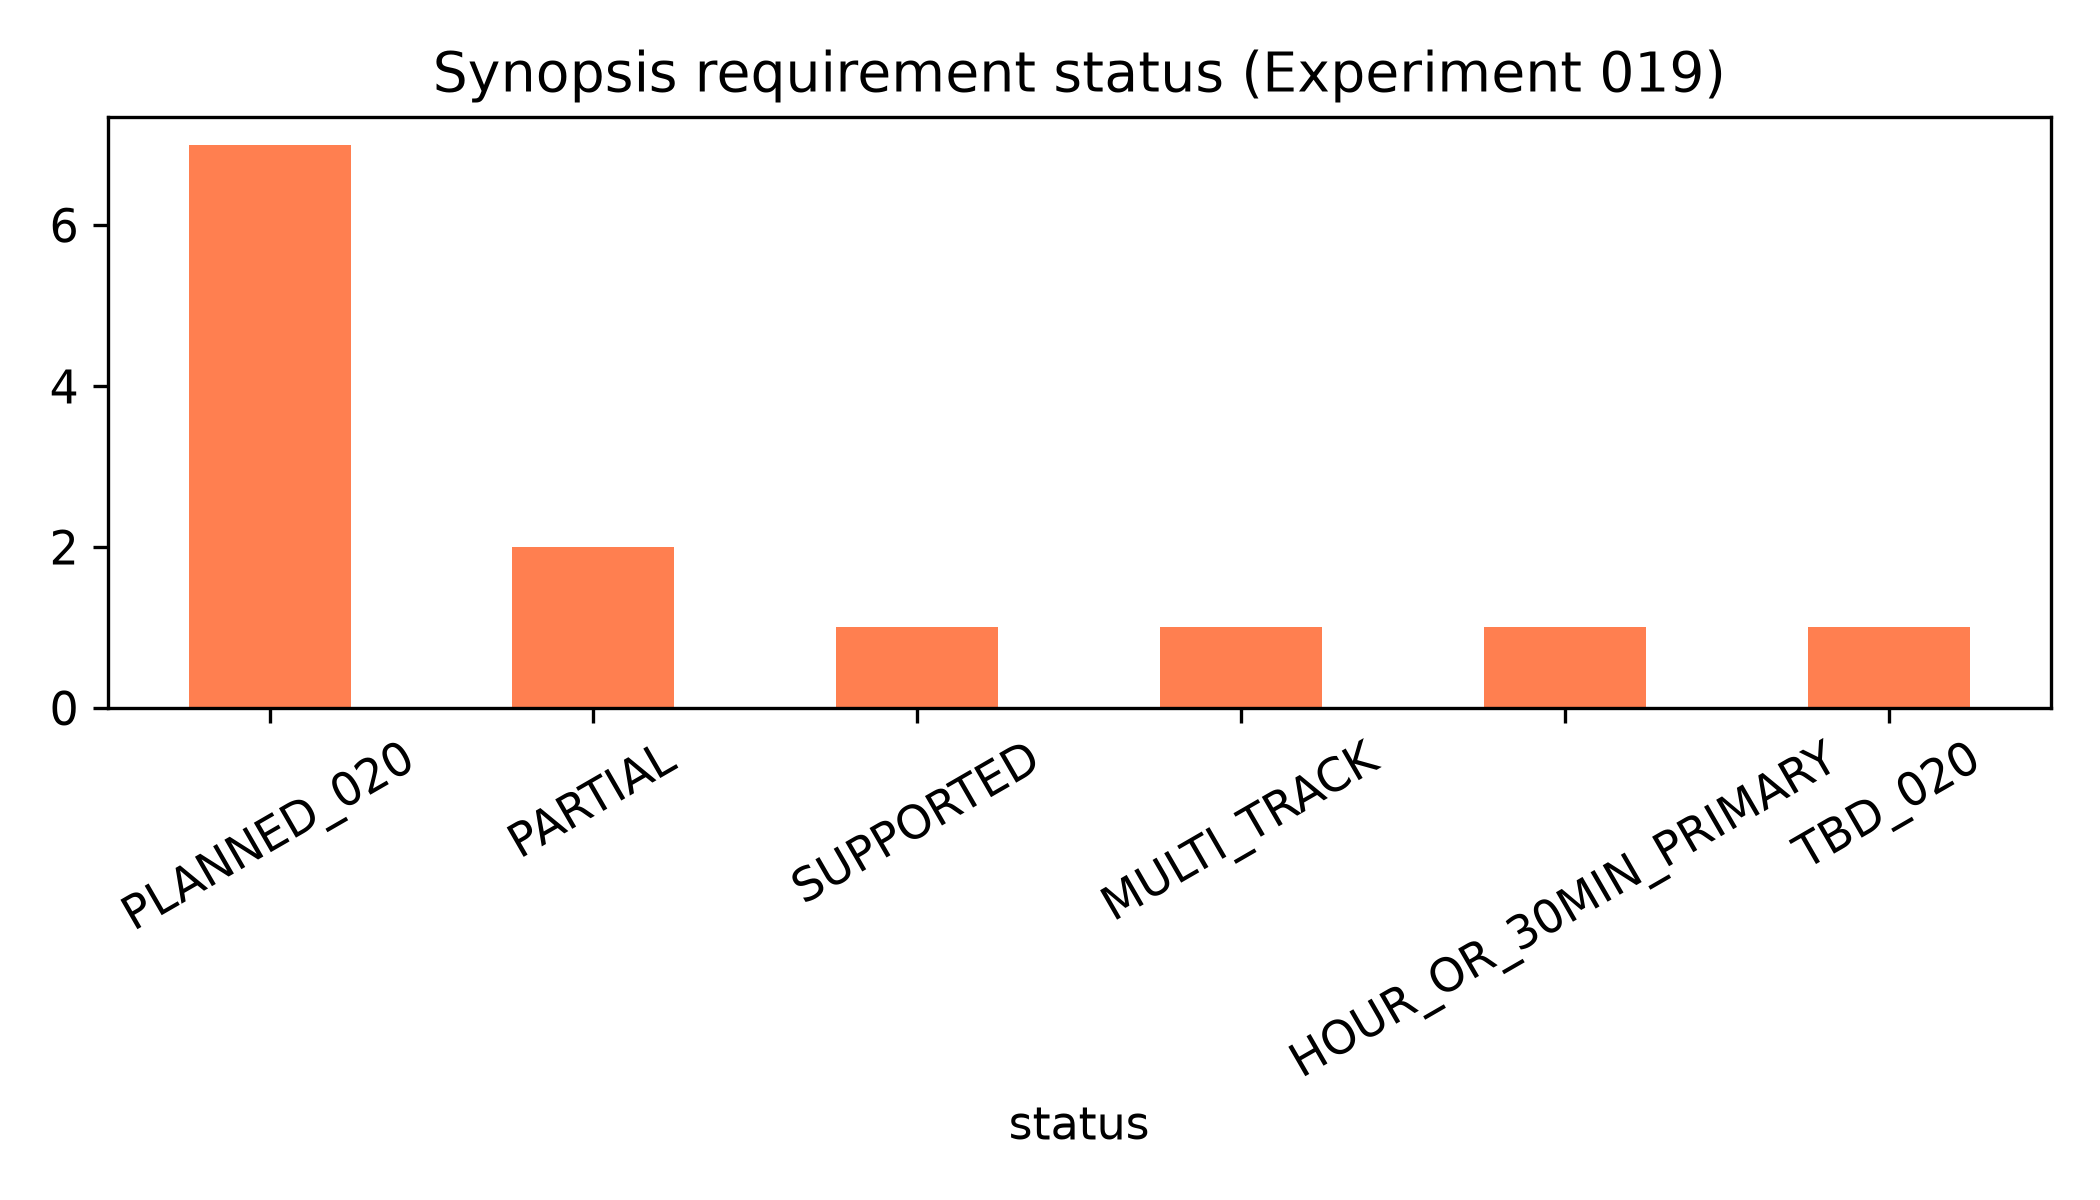 Synopsis requirement status (Experiment 019)
6
4
2
0
PLANNED_020
PARTIAL
SUPPORTED
MULTI_TRACK
HOUR_OR_30MIN_PRIMARY
TBD_020
status